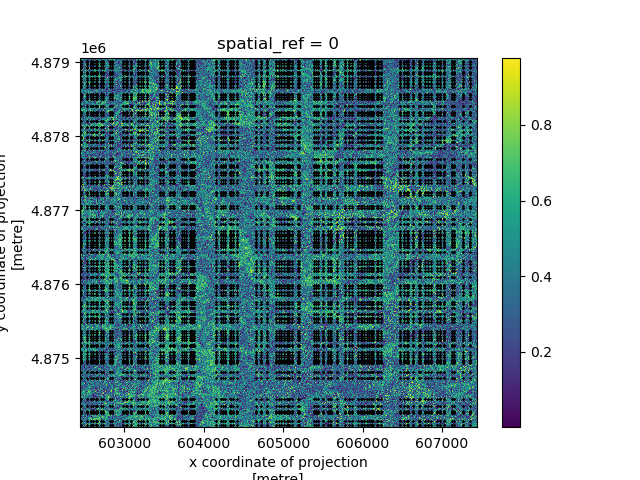 spatial_ref = 0
1e6
4.879
4.878
4.877
4.876
4.875
y coordinate of projection
[metre]
603000 604000 605000 606000 607000
x coordinate of projection
[metre]
0.8
0.6
0.4
0.2